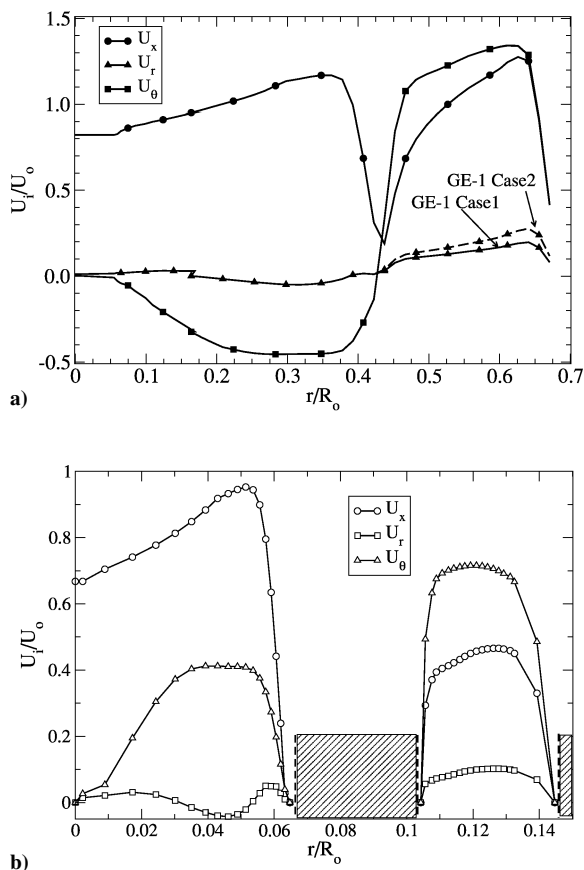 1.5
1.0
0.5
0.0
-0.5
U_i/U_o
U_x
U_r
U_θ
GE-1 Case2
GE-1 Case1
0 0.1 0.2 0.3 0.4 0.5 0.6 0.7
r/R_o
a)
1
0.8
0.6
0.4
0.2
0
U_i/U_o
U_x
U_r
U_θ
0 0.02 0.04 0.06 0.08 0.1 0.12 0.14
r/R_o
b)